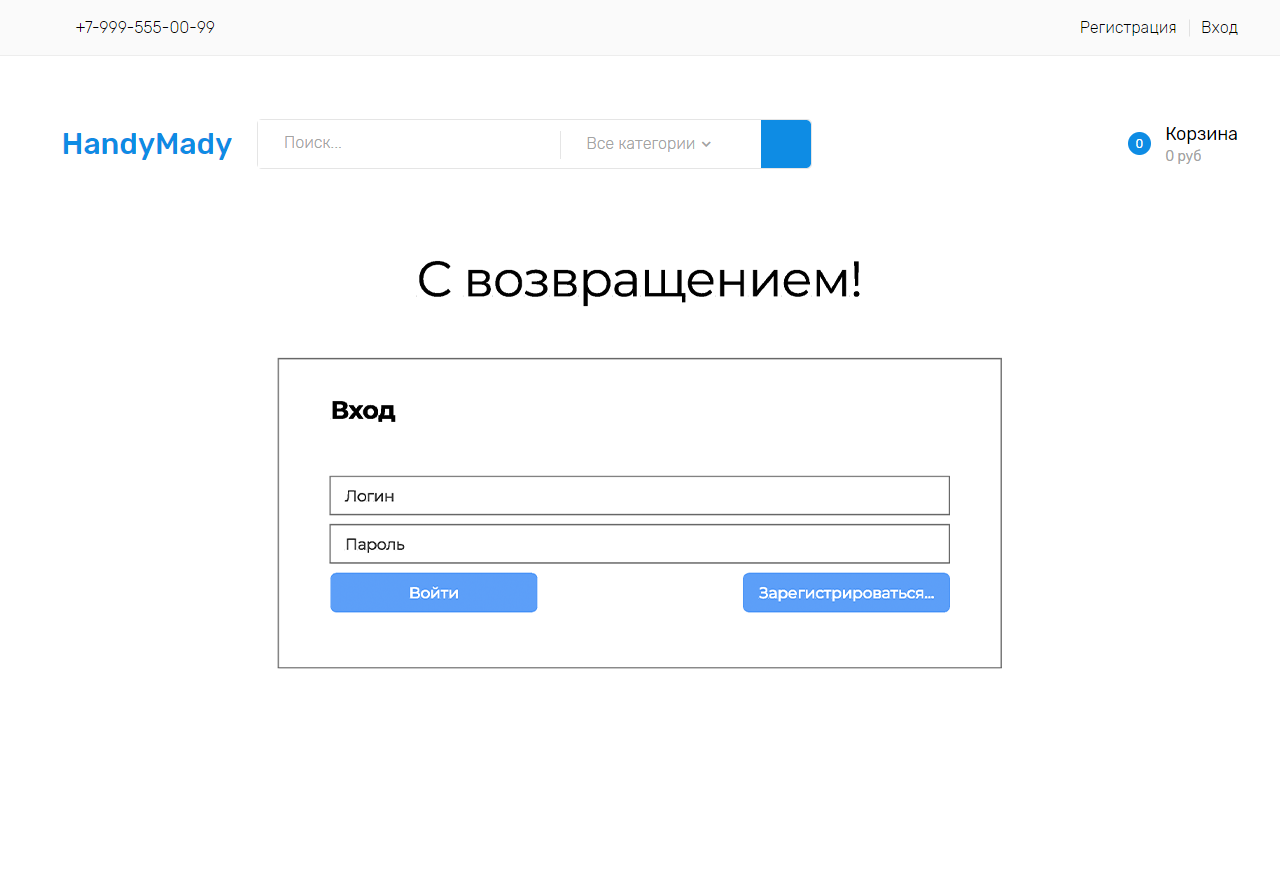 +7-999-555-00-99 Регистрация Вход
HandyMady Поиск... Все категории 0 Корзина
0 руб
С возвращением!
Вход
Логин
Пароль
Войти Зарегистрироваться...